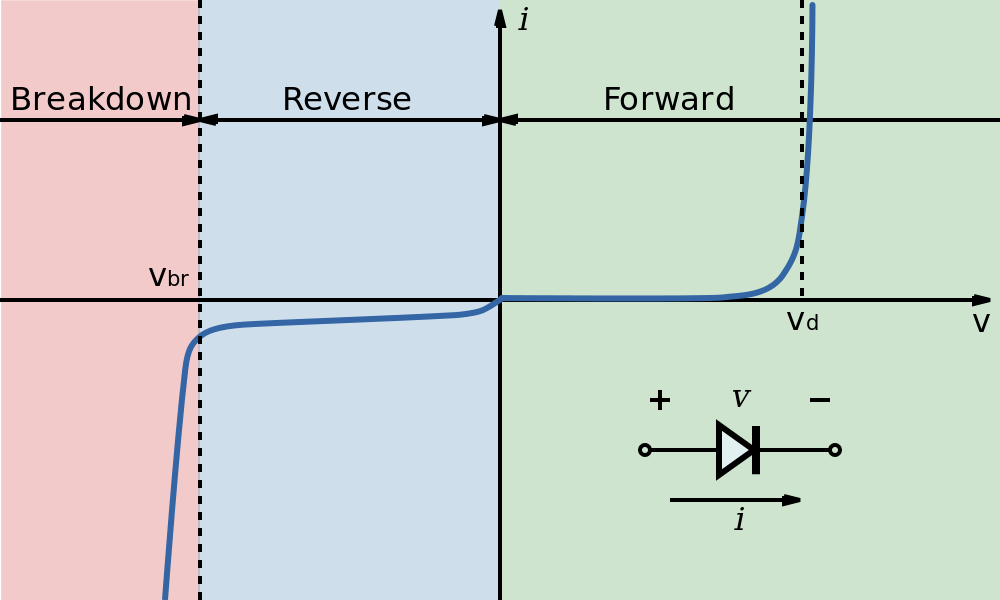 i
Breakdown Reverse Forward
vbr
vd
v
+ v −
i